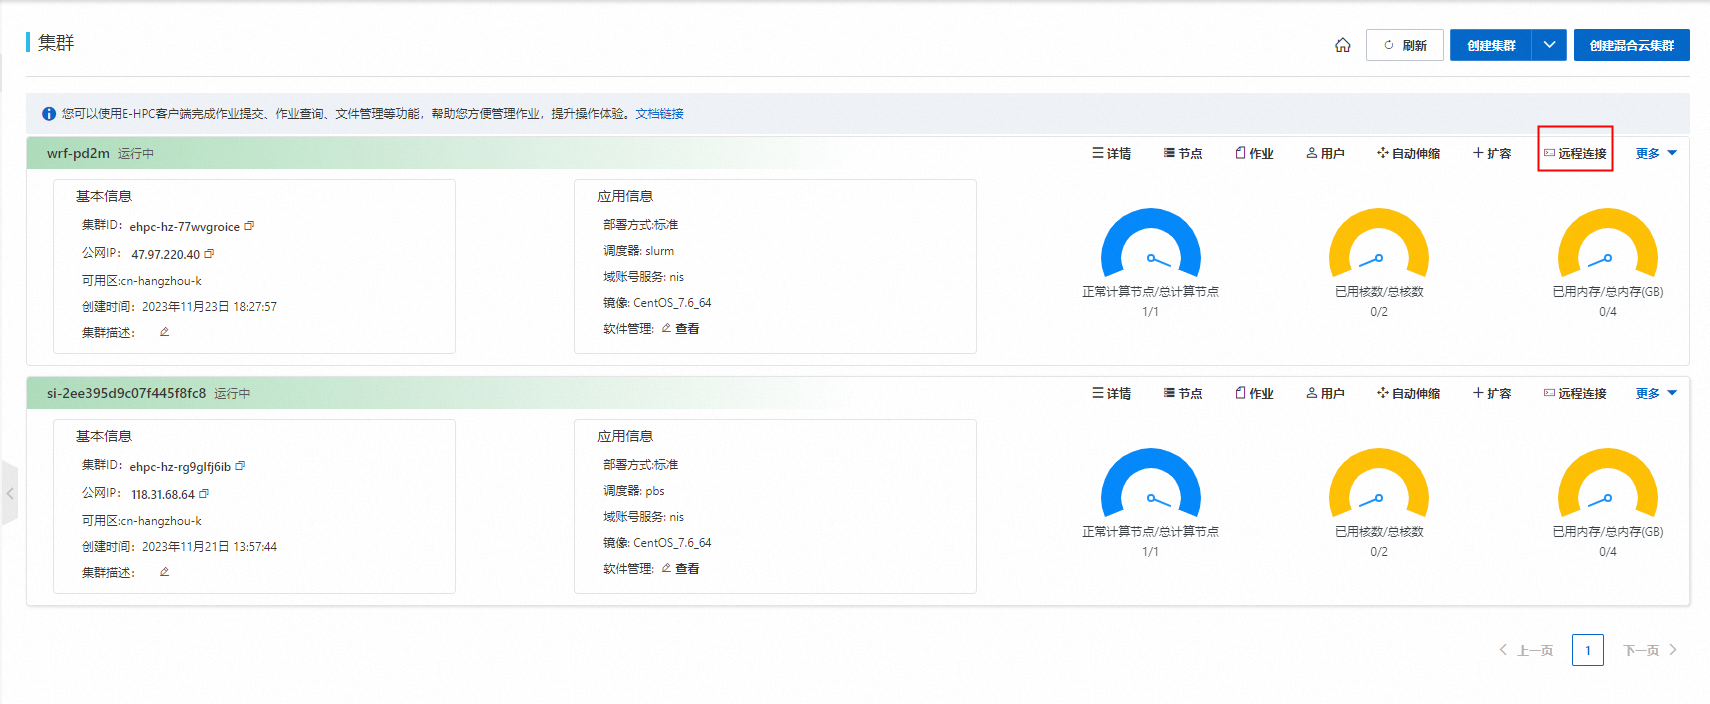 集群
刷新 创建集群 创建混合云集群
您可以使用E-HPC客户端完成作业提交、作业查询、文件管理等功能，帮助您方便管理作业，提升操作体验。文档链接
wrf-pd2m 运行中 详情 节点 作业 用户 自动伸缩 扩容 远程连接 更多
基本信息
集群ID: ehpc-hz-77wvgroice
公网IP: 47.97.220.40
可用区:cn-hangzhou-k
创建时间: 2023年11月23日 18:27:57
集群描述:
应用信息
部署方式:标准
调度器: slurm
域账号服务: nis
镜像: CentOS_7.6_64
软件管理: 查看
正常计算节点/总计算节点
1/1
已用核数/总核数
0/2
已用内存/总内存(GB)
0/4
si-2ee395d9c07f445f8fc8 运行中 详情 节点 作业 用户 自动伸缩 扩容 远程连接 更多
基本信息
集群ID: ehpc-hz-rg9glfj6ib
公网IP: 118.31.68.64
可用区:cn-hangzhou-k
创建时间: 2023年11月21日 13:57:44
集群描述:
应用信息
部署方式:标准
调度器: pbs
域账号服务: nis
镜像: CentOS_7.6_64
软件管理: 查看
正常计算节点/总计算节点
1/1
已用核数/总核数
0/2
已用内存/总内存(GB)
0/4
上一页 1 下一页